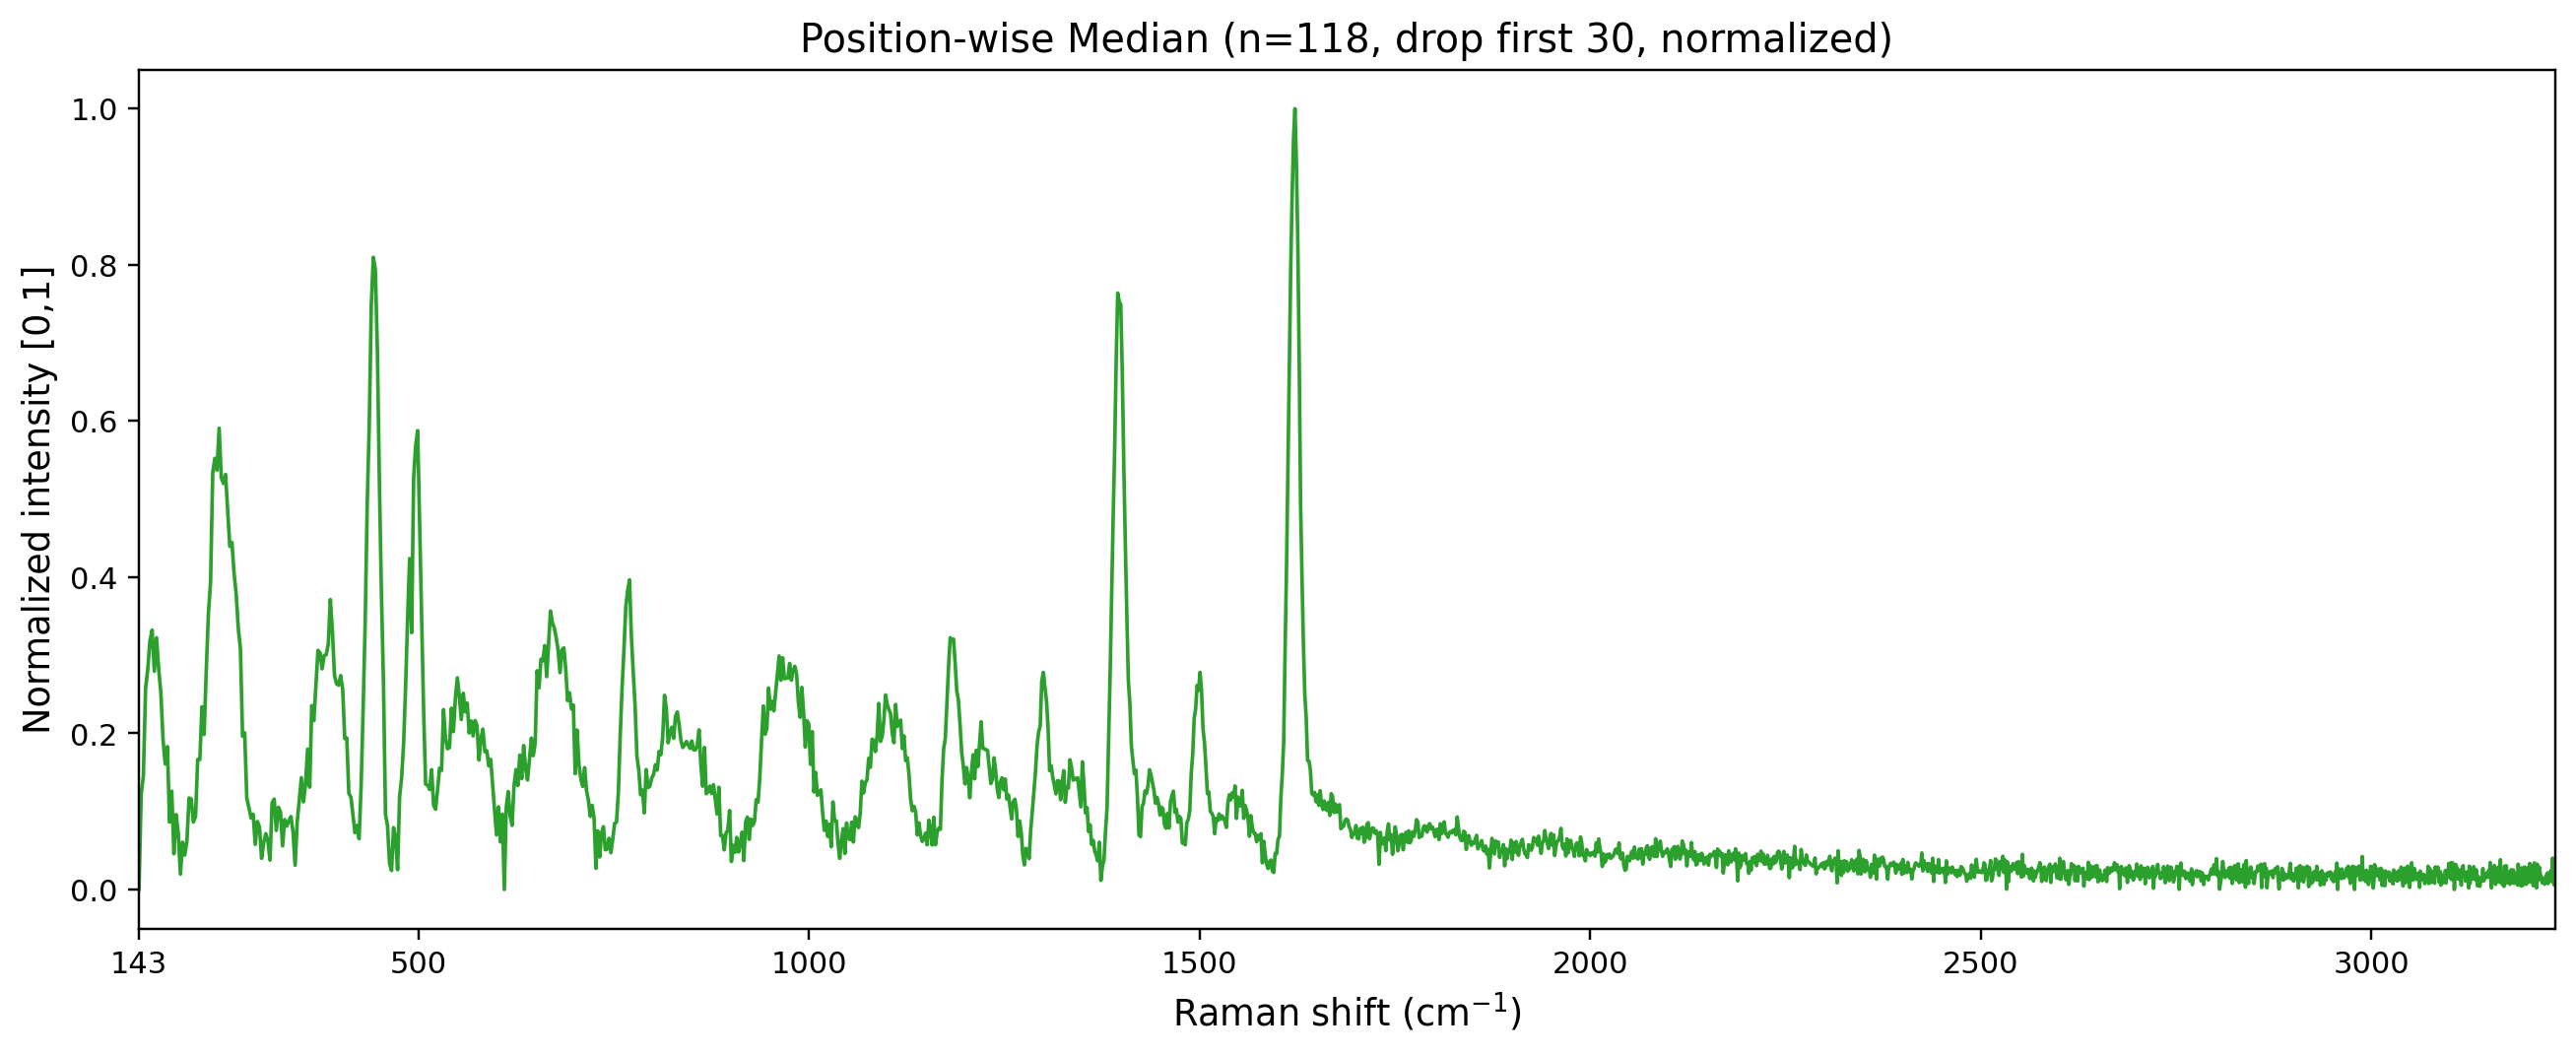 Position-wise Median (n=118, drop first 30, normalized)
Normalized intensity [0,1]
1.0
0.8
0.6
0.4
0.2
0.0
143 500 1000 1500 2000 2500 3000
Raman shift (cm⁻¹)